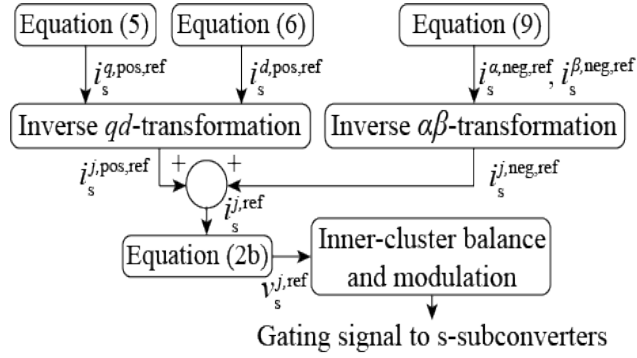 Equation (5) Equation (6) Equation (9)
i_s^{q,pos,ref} i_s^{d,pos,ref} i_s^{α,neg,ref}, i_s^{β,neg,ref}
Inverse qd-transformation Inverse αβ-transformation
i_s^{j,pos,ref} + + i_s^{j,neg,ref}
i_s^{j,ref}
Equation (2b) Inner-cluster balance
v_s^{j,ref} and modulation
Gating signal to s-subconverters